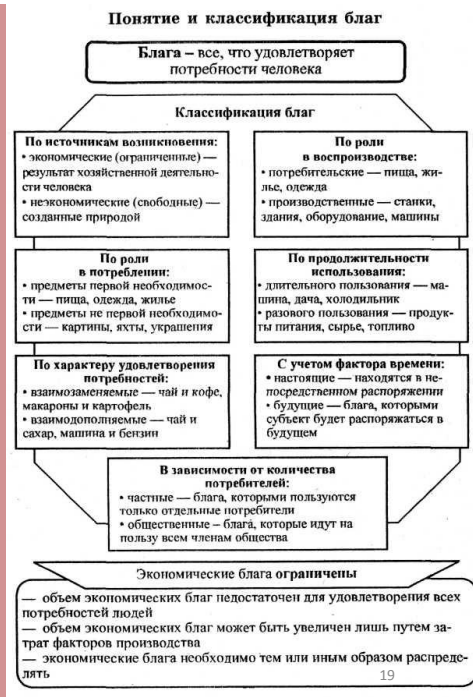 Понятие и классификация благ
Блага – все, что удовлетворяет
потребности человека
Классификация благ
По источникам возникновения:
• экономические (ограниченные) —
результат хозяйственной деятельно-
сти человека
• неэкономические (свободные) —
созданные природой
По роли
в воспроизводстве:
• потребительские — пища, жи-
лье, одежда
• производственные — станки,
здания, оборудование, машины
По роли
в потреблении:
• предметы первой необходимос-
ти — пища, одежда, жилье
• предметы не первой необходимо-
сти — картины, яхты, украшения
По продолжительности
использования:
• длительного пользования — ма-
шина, дача, холодильник
• разового пользования — продук-
ты питания, сырье, топливо
По характеру удовлетворения
потребностей:
• взаимозаменяемые — чай и кофе,
макароны и картофель
• взаимодополняемые — чай и
сахар, машина и бензин
С учетом фактора времени:
• настоящие — находятся в не-
посредственном распоряжении
• будущие — блага, которыми
субъект будет распоряжаться в
будущем
В зависимости от количества
потребителей:
• частные — блага, которыми пользуются
только отдельные потребители
• общественные – блага, которые идут на
пользу всем членам общества
Экономические блага ограничены
— объем экономических благ недостаточен для удовлетворения всех
потребностей людей
— объем экономических благ может быть увеличен лишь путем за-
трат факторов производства
— экономические блага необходимо тем или иным образом распреде-
лять
19